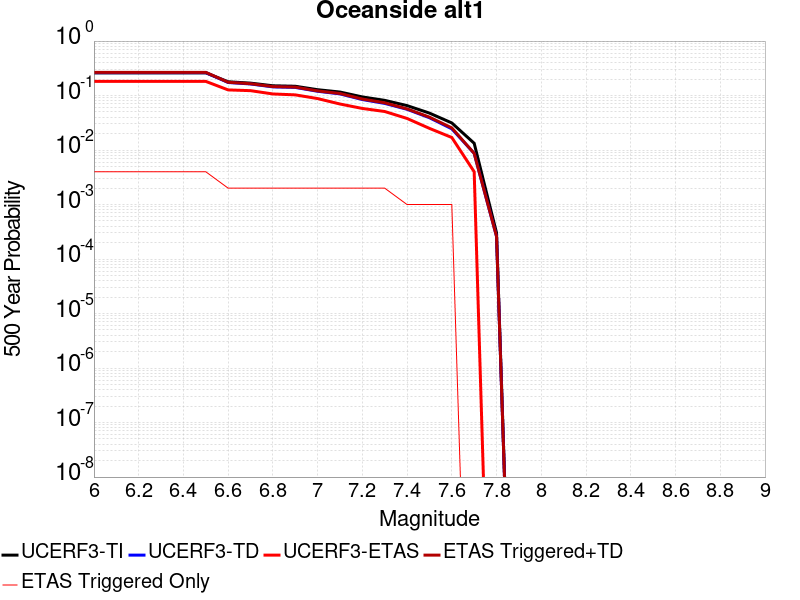 Oceanside alt1
10^0
10^-1
10^-2
10^-3
10^-4
10^-5
10^-6
10^-7
10^-8
500 Year Probability
6 6.2 6.4 6.6 6.8 7 7.2 7.4 7.6 7.8 8 8.2 8.4 8.6 8.8 9
Magnitude
UCERF3-TI UCERF3-TD UCERF3-ETAS ETAS Triggered+TD
ETAS Triggered Only